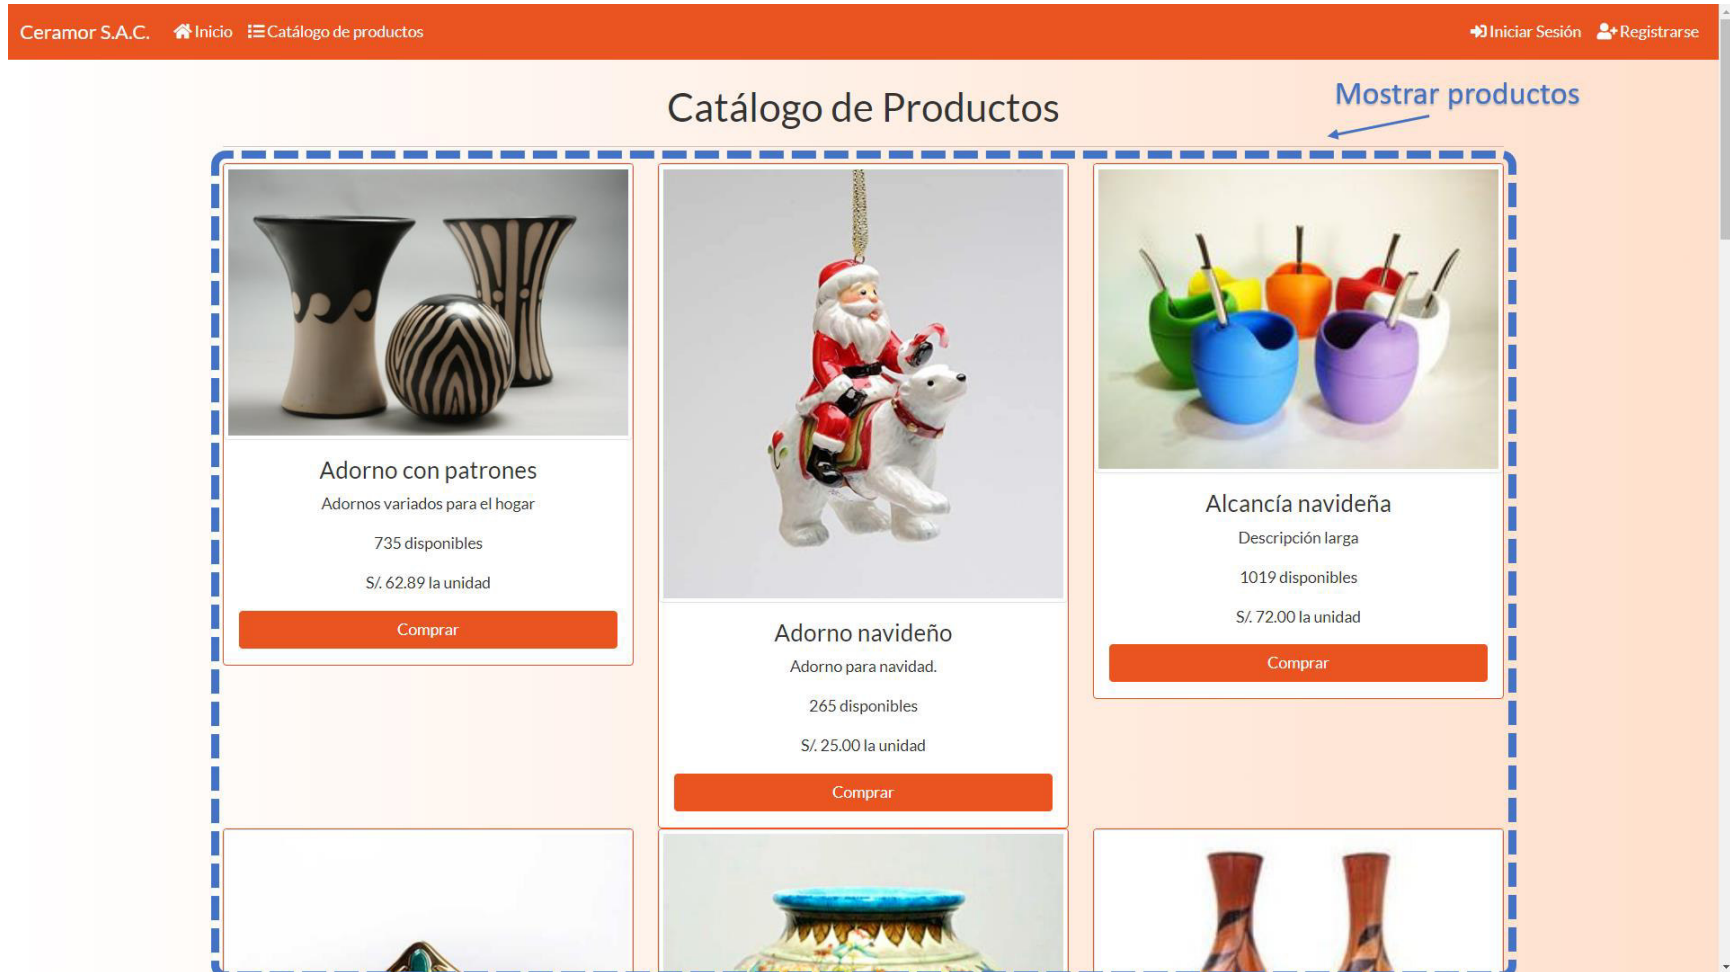 Ceramor S.A.C. Inicio Catálogo de productos Iniciar Sesión Registrarse
Mostrar productos
Catálogo de Productos
Adorno con patrones
Adornos variados para el hogar
735 disponibles
S/. 62.89 la unidad
Comprar
Adorno navideño
Adorno para navidad.
265 disponibles
S/. 25.00 la unidad
Comprar
Alcancía navideña
Descripción larga
1019 disponibles
S/. 72.00 la unidad
Comprar